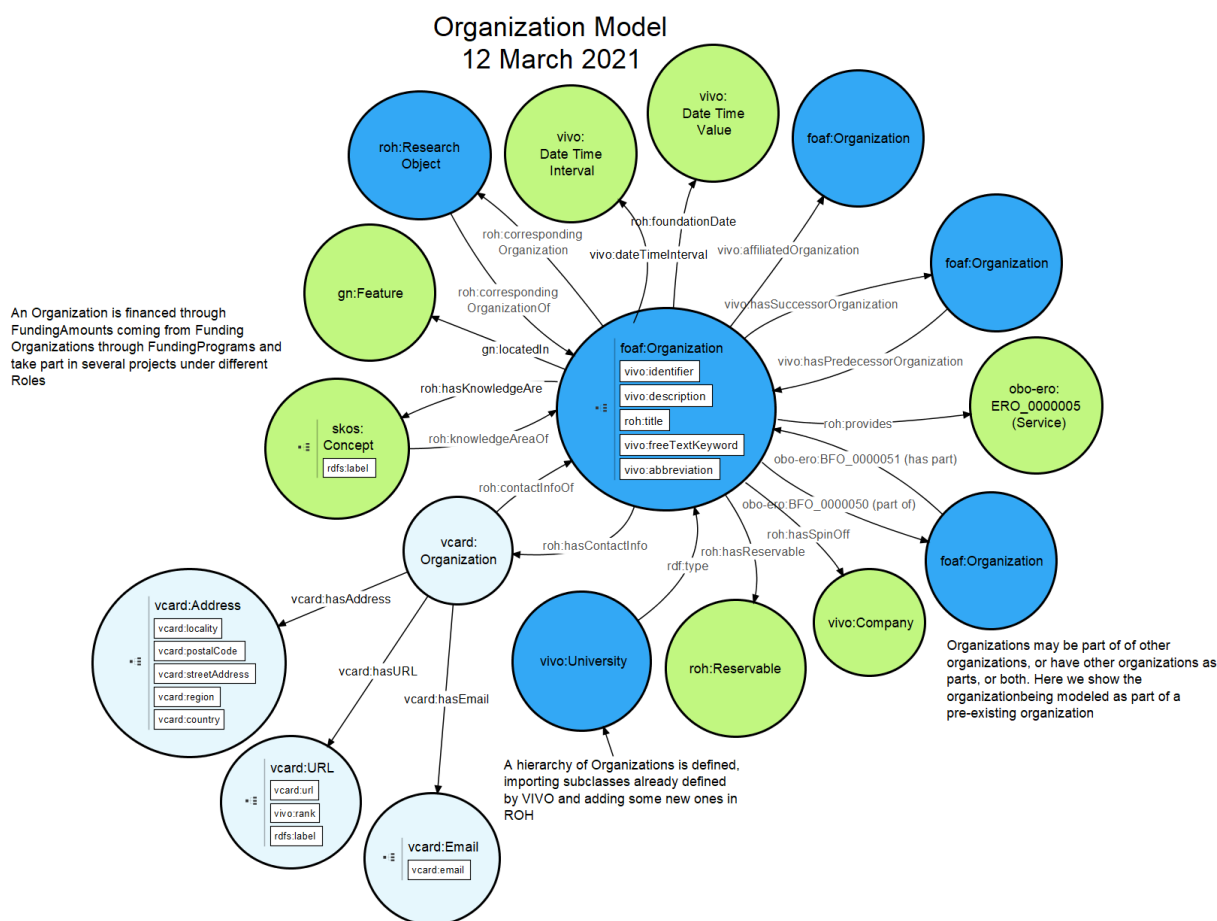 Organization Model
12 March 2021
vivo:
Date Time
Value
vivo:
Date Time
Interval
foaf:Organization
roh:Research
Object
roh:foundationDate
roh:corresponding
Organization
vivo:dateTimeInterval
vivo:affiliatedOrganization
foaf:Organization
gn:Feature
roh:corresponding
OrganizationOf
vivo:hasSuccessorOrganization
An Organization is financed through
FundingAmounts coming from Funding
Organizations through FundingPrograms and
take part in several projects under different
Roles
gn:locatedIn
foaf:Organization
vivo:identifier
vivo:description
roh:title
vivo:freeTextKeyword
vivo:abbreviation
vivo:hasPredecessorOrganization
roh:hasKnowledgeAre
obo-ero:
ERO_0000005
(Service)
skos:
Concept
rdfs:label
roh:knowledgeAreaOf
roh:provides
obo-ero:BFO_0000051 (has part)
roh:contactInfoOf
obo-ero:BFO_0000050 (part of)
vcard:
Organization
roh:hasContactInfo
roh:hasSpinOff
roh:hasReservable
rdf:type
foaf:Organization
vcard:hasAddress
vcard:Address
vcard:locality
vcard:postalCode
vcard:streetAddress
vcard:region
vcard:country
vcard:hasURL
vcard:hasEmail
vivo:University
roh:Reservable
vivo:Company
Organizations may be part of of other
organizations, or have other organizations as
parts, or both. Here we show the
organizationbeing modeled as part of a
pre-existing organization
A hierarchy of Organizations is defined,
importing subclasses already defined
by VIVO and adding some new ones in
ROH
vcard:URL
vcard:url
vivo:rank
rdfs:label
vcard:Email
vcard:email